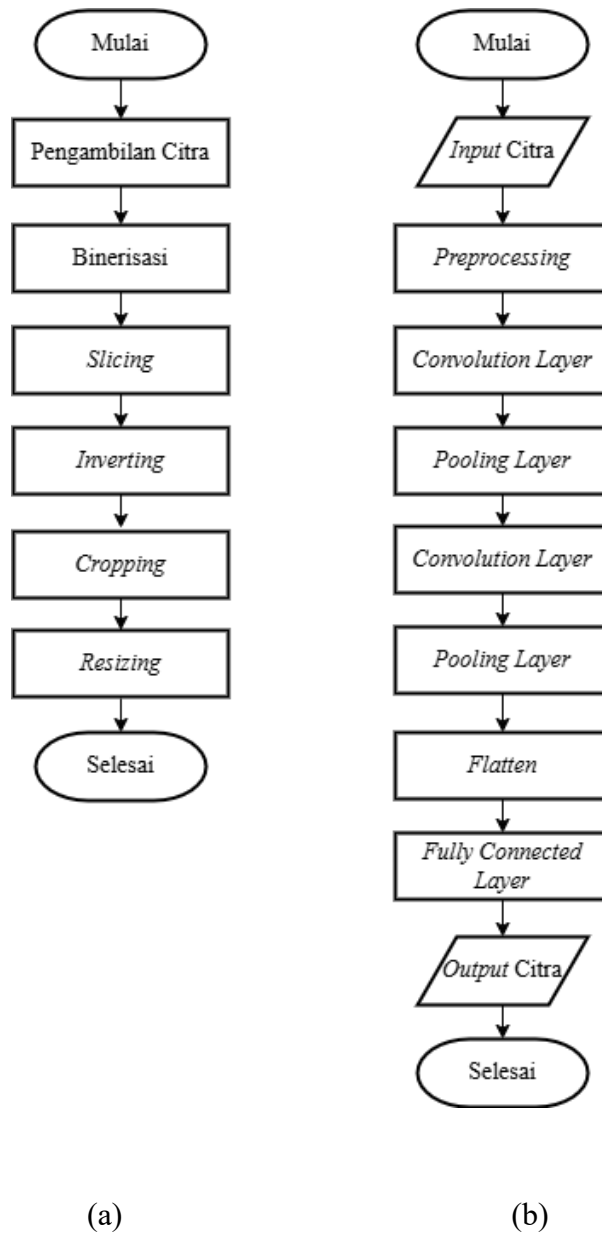 Mulai
Pengambilan Citra
Binerisasi
Slicing
Inverting
Cropping
Resizing
Selesai
(a)
Mulai
Input Citra
Preprocessing
Convolution Layer
Pooling Layer
Convolution Layer
Pooling Layer
Flatten
Fully Connected
Layer
Output Citra
Selesai
(b)